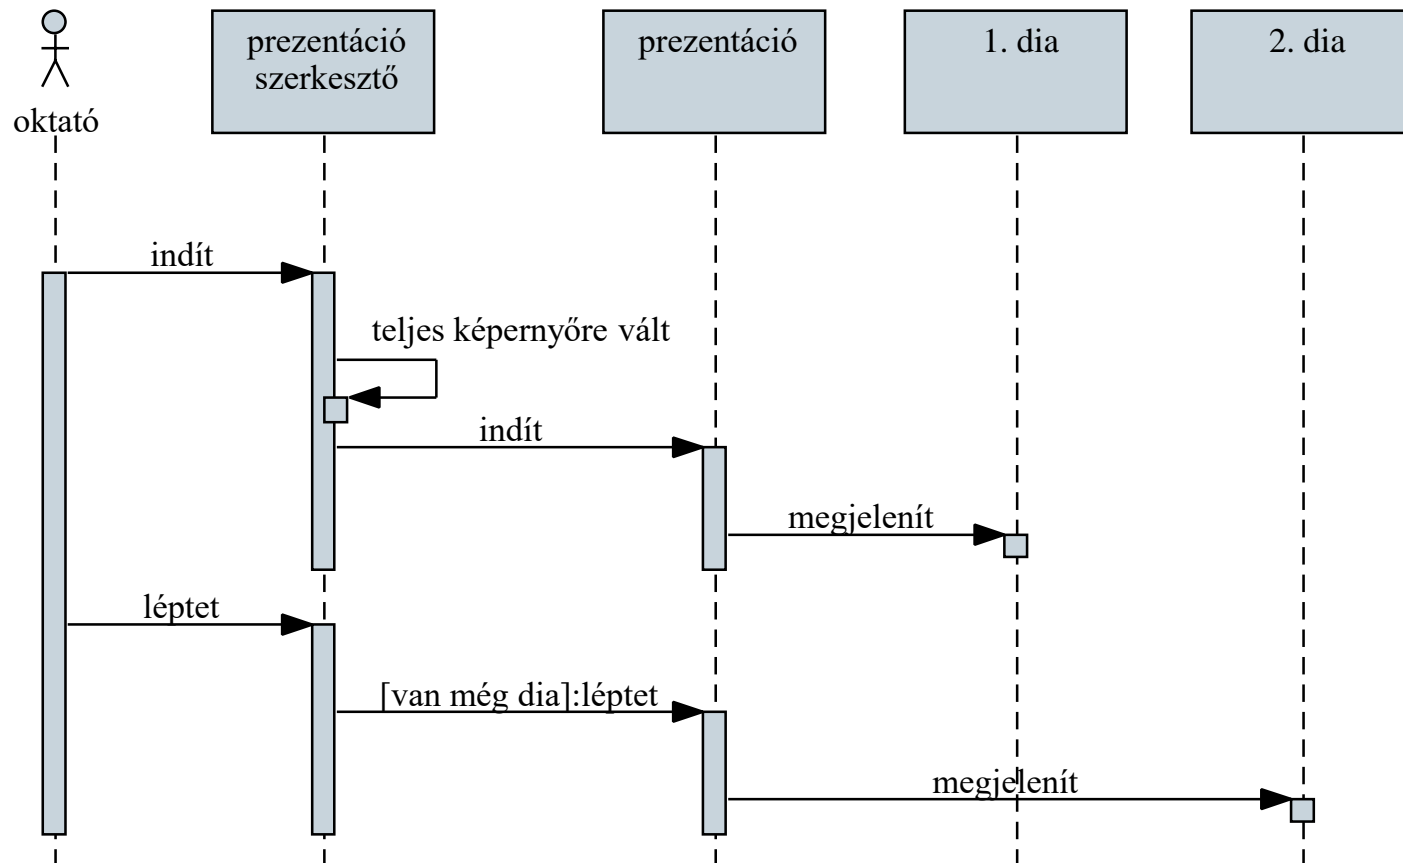 prezentáció
szerkesztő
prezentáció
1. dia
2. dia
oktató
indít
teljes képernyőre vált
indít
megjelenít
léptet
[van még dia]:léptet
megjelenít